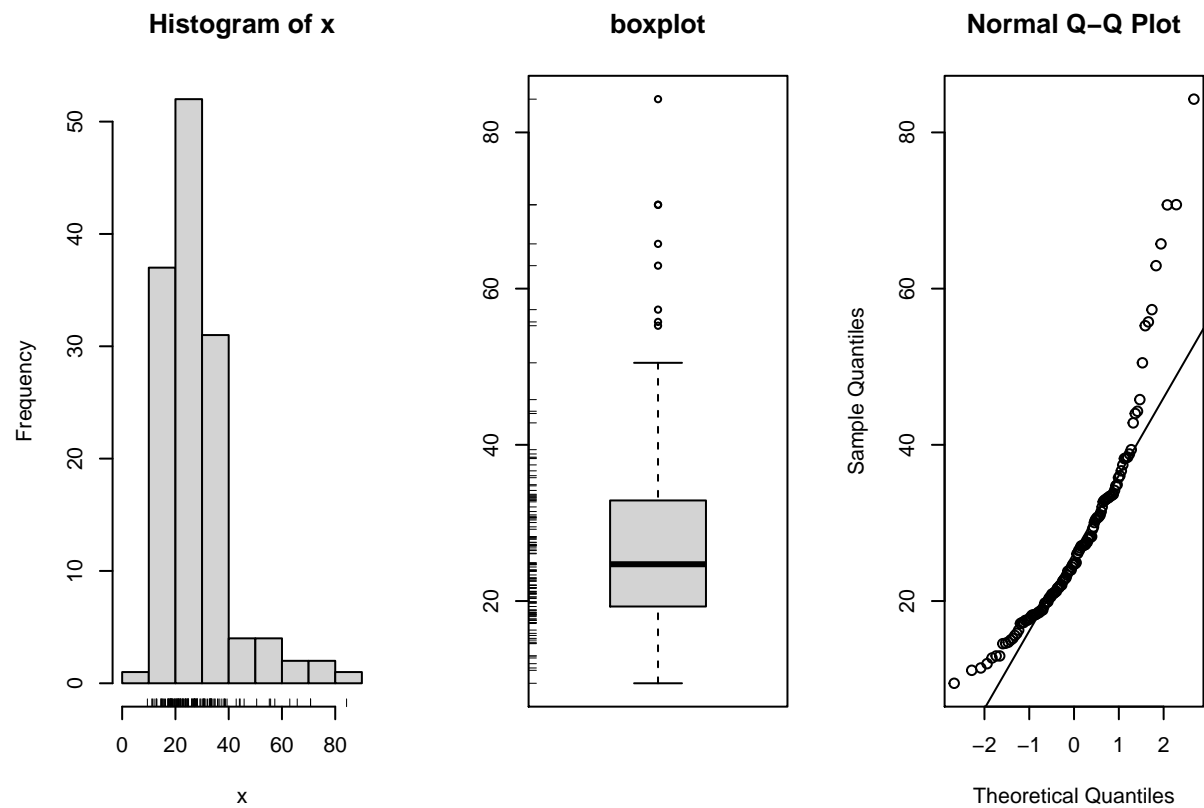 Histogram of x
Frequency
50
40
30
20
10
0
0 20 40 60 80
x
boxplot
80
60
40
20
Normal Q−Q Plot
Sample Quantiles
80
60
40
20
−2 −1 0 1 2
Theoretical Quantiles